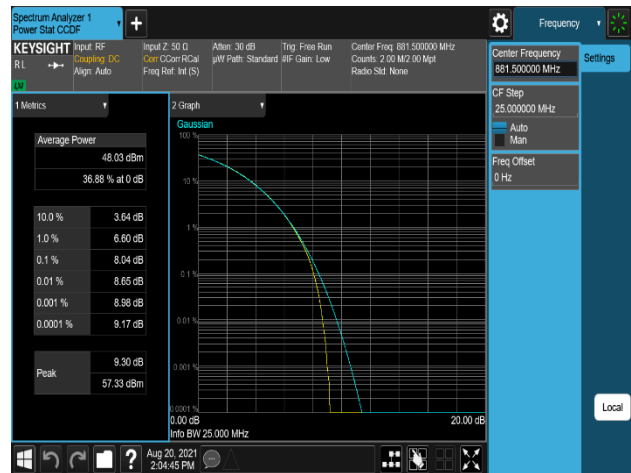 Spectrum Analyzer 1
Power Stat CCDF
Frequency
KEYSIGHT
RL
LXI
Input: RF
Coupling: DC
Align: Auto
Input Z: 50 Ω
Corr CCorr RCal
Freq Ref: Int (S)
Atten: 30 dB
µW Path: Standard
Trig: Free Run
#IF Gain: Low
Center Freq: 881.500000 MHz
Counts: 2.00 M/2.00 Mpt
Radio Std: None
Center Frequency
881.500000 MHz
Settings
CF Step
25.000000 MHz
Auto
Man
Freq Offset
0 Hz
Local
1 Metrics
Average Power
48.03 dBm
36.88 % at 0 dB
10.0 % 3.64 dB
1.0 % 6.60 dB
0.1 % 8.04 dB
0.01 % 8.65 dB
0.001 % 8.98 dB
0.0001 % 9.17 dB
Peak
9.30 dB
57.33 dBm
2 Graph
Gaussian
100 %
10 %
1 %
0.1 %
0.01 %
0.001 %
0.0001 %
0.00 dB 20.00 dB
Info BW 25.000 MHz
?
Aug 20, 2021
2:04:45 PM